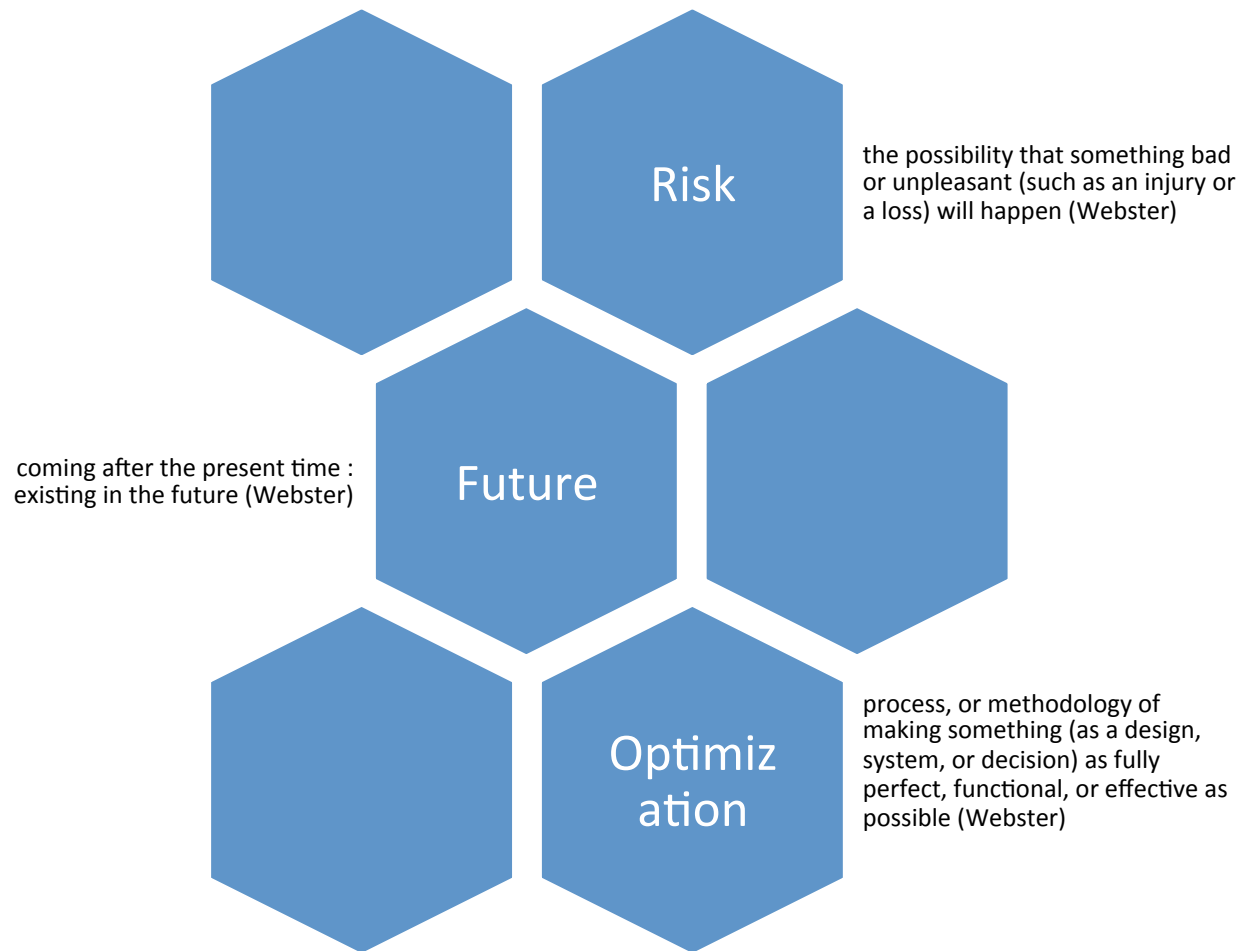 Risk
the possibility that something bad
or unpleasant (such as an injury or
a loss) will happen (Webster)
coming after the present time :
existing in the future (Webster)
Future
Optimiz
ation
process, or methodology of
making something (as a design,
system, or decision) as fully
perfect, functional, or effective as
possible (Webster)